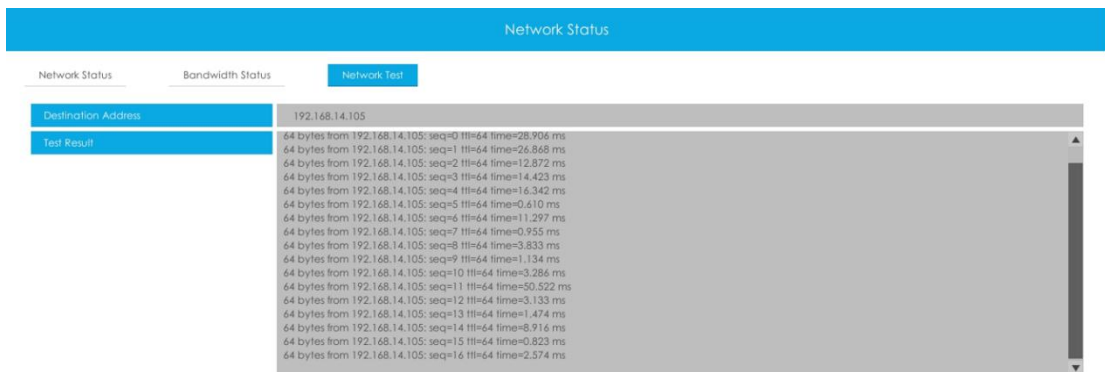 Network Status
Network Status Bandwidth Status Network Test
Destination Address 192.168.14.105
Test Result
64 bytes from 192.168.14.105: seq=0 ttl=64 time=28.906 ms
64 bytes from 192.168.14.105: seq=1 ttl=64 time=26.868 ms
64 bytes from 192.168.14.105: seq=2 ttl=64 time=12.872 ms
64 bytes from 192.168.14.105: seq=3 ttl=64 time=14.423 ms
64 bytes from 192.168.14.105: seq=4 ttl=64 time=16.342 ms
64 bytes from 192.168.14.105: seq=5 ttl=64 time=0.610 ms
64 bytes from 192.168.14.105: seq=6 ttl=64 time=11.297 ms
64 bytes from 192.168.14.105: seq=7 ttl=64 time=0.955 ms
64 bytes from 192.168.14.105: seq=8 ttl=64 time=3.833 ms
64 bytes from 192.168.14.105: seq=9 ttl=64 time=1.134 ms
64 bytes from 192.168.14.105: seq=10 ttl=64 time=3.286 ms
64 bytes from 192.168.14.105: seq=11 ttl=64 time=50.522 ms
64 bytes from 192.168.14.105: seq=12 ttl=64 time=3.133 ms
64 bytes from 192.168.14.105: seq=13 ttl=64 time=1.474 ms
64 bytes from 192.168.14.105: seq=14 ttl=64 time=8.916 ms
64 bytes from 192.168.14.105: seq=15 ttl=64 time=0.823 ms
64 bytes from 192.168.14.105: seq=16 ttl=64 time=2.574 ms